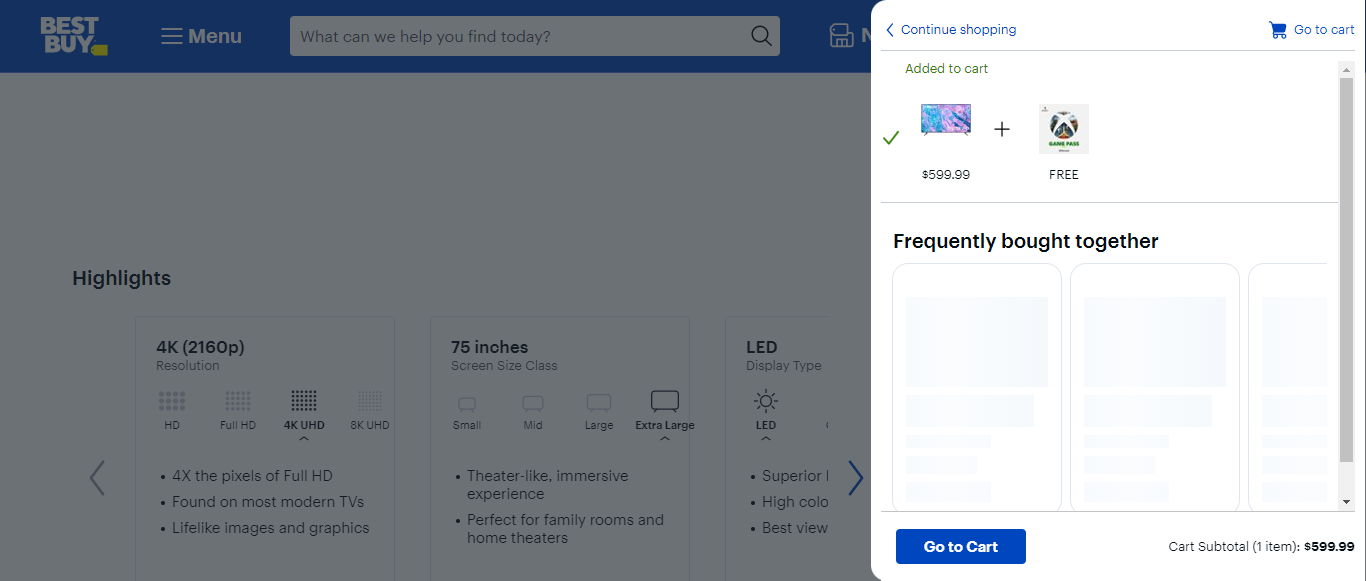 BEST
BUY
Menu
What can we help you find today?
Continue shopping
Go to cart
Added to cart
GAME PASS
$599.99
FREE
Frequently bought together
Highlights
4K (2160p)
Resolution
HD
Full HD
4K UHD
8K UHD
4X the pixels of Full HD
Found on most modern TVs
Lifelike images and graphics
75 inches
Screen Size Class
Small
Mid
Large
Extra Large
Theater-like, immersive
experience
Perfect for family rooms and
home theaters
LED
Display Type
LED
Superior
High colo
Best view
Go to Cart
Cart Subtotal (1 item): $599.99